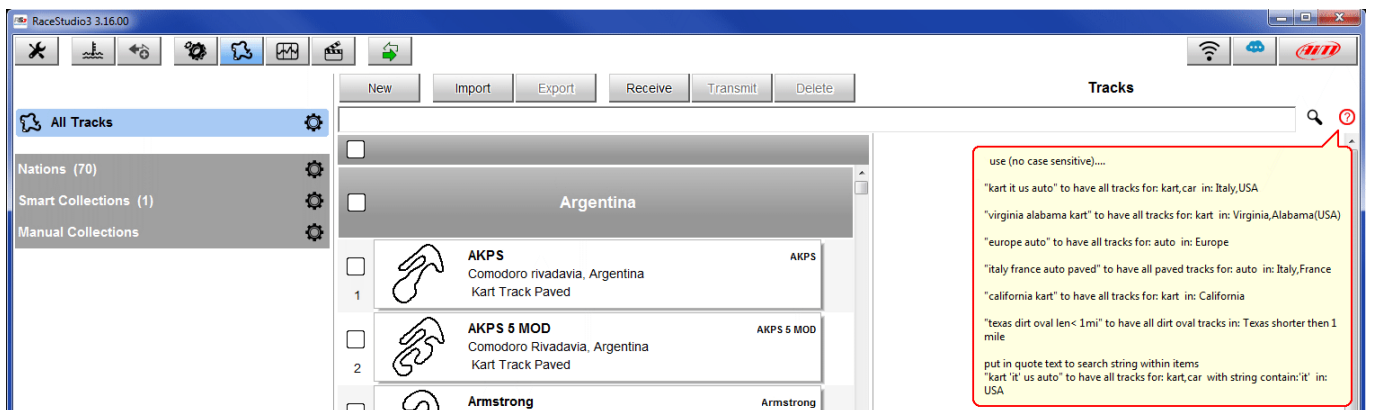 RaceStudio3 3.16.00
AiM
New Import Export Receive Transmit Delete Tracks
All Tracks
Nations (70)
Smart Collections (1)
Manual Collections
Argentina
AKPS AKPS
Comodoro rivadavia, Argentina
Kart Track Paved
1
AKPS 5 MOD AKPS 5 MOD
Comodoro Rivadavia, Argentina
Kart Track Paved
2
Armstrong Armstrong
?
use (no case sensitive)....
"kart it us auto" to have all tracks for: kart,car in: Italy,USA
"virginia alabama kart" to have all tracks for: kart in: Virginia,Alabama(USA)
"europe auto" to have all tracks for: auto in: Europe
"italy france auto paved" to have all paved tracks for: auto in: Italy,France
"california kart" to have all tracks for: kart in: California
"texas dirt oval len< 1mi" to have all dirt oval tracks in: Texas shorter then 1
mile
put in quote text to search string within items
"kart 'it' us auto" to have all tracks for: kart,car with string contain:'it' in:
USA